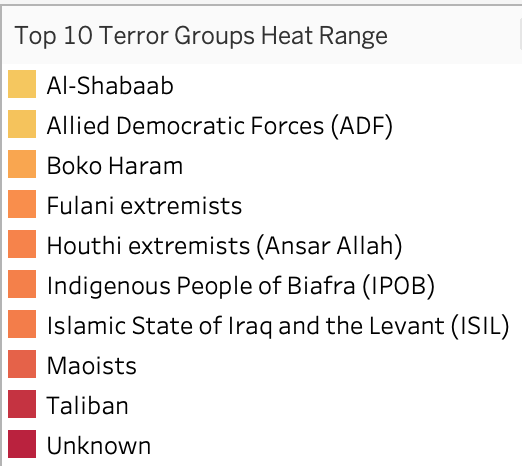 Top 10 Terror Groups Heat Range
Al-Shabaab
Allied Democratic Forces (ADF)
Boko Haram
Fulani extremists
Houthi extremists (Ansar Allah)
Indigenous People of Biafra (IPOB)
Islamic State of Iraq and the Levant (ISIL)
Maoists
Taliban
Unknown